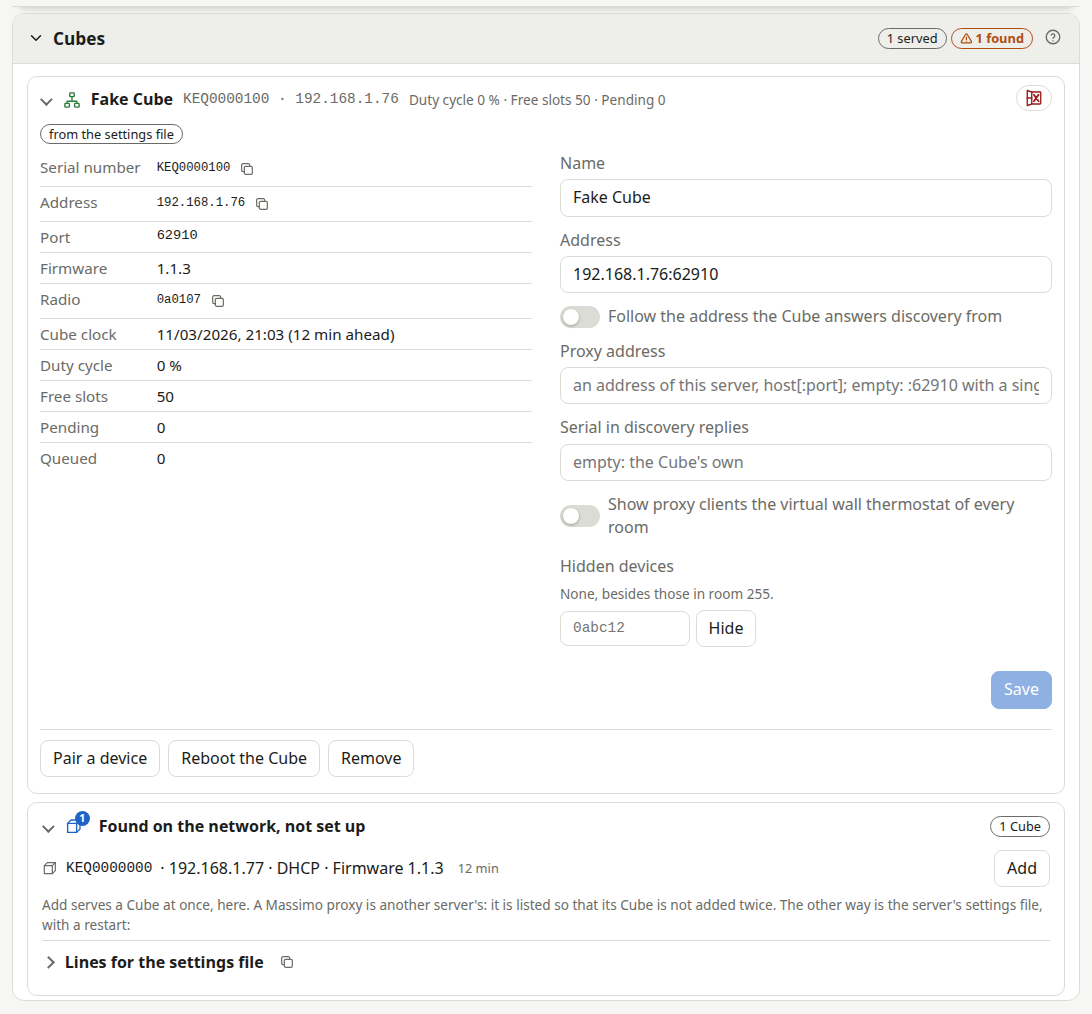 Cubes
1 served
1 found
Fake Cube KEQ0000100 · 192.168.1.76 Duty cycle 0 % · Free slots 50 · Pending 0
from the settings file
Serial number KEQ0000100
Address 192.168.1.76
Port 62910
Firmware 1.1.3
Radio 0a0107
Cube clock 11/03/2026, 21:03 (12 min ahead)
Duty cycle 0 %
Free slots 50
Pending 0
Queued 0
Name
Fake Cube
Address
192.168.1.76:62910
Follow the address the Cube answers discovery from
Proxy address
an address of this server, host[:port]; empty: :62910 with a sing
Serial in discovery replies
empty: the Cube's own
Show proxy clients the virtual wall thermostat of every
room
Hidden devices
None, besides those in room 255.
0abc12 Hide
Save
Pair a device Reboot the Cube Remove
1
Found on the network, not set up 1 Cube
KEQ0000000 · 192.168.1.77 · DHCP · Firmware 1.1.3 12 min Add
Add serves a Cube at once, here. A Massimo proxy is another server's: it is listed so that its Cube is not added twice. The other way is the server's settings file,
with a restart:
Lines for the settings file